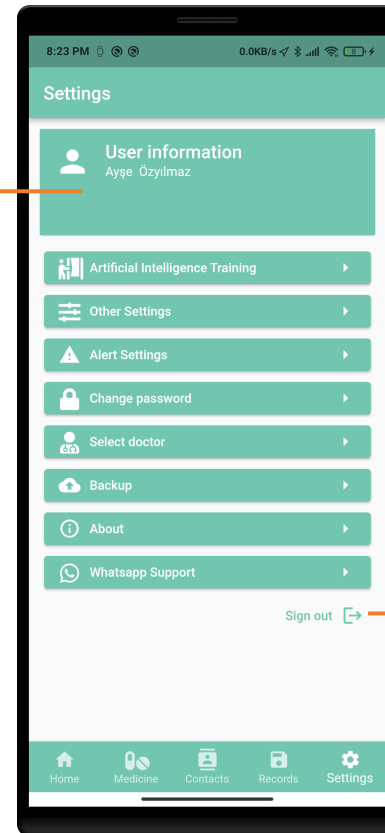 8:23 PM
0.0KB/s
8
Settings
User information
Ayşe Özyılmaz
Artificial Intelligence Training
Other Settings
Alert Settings
Change password
Select doctor
Backup
About
Whatsapp Support
Sign out
Home
Medicine
Contacts
Records
Settings